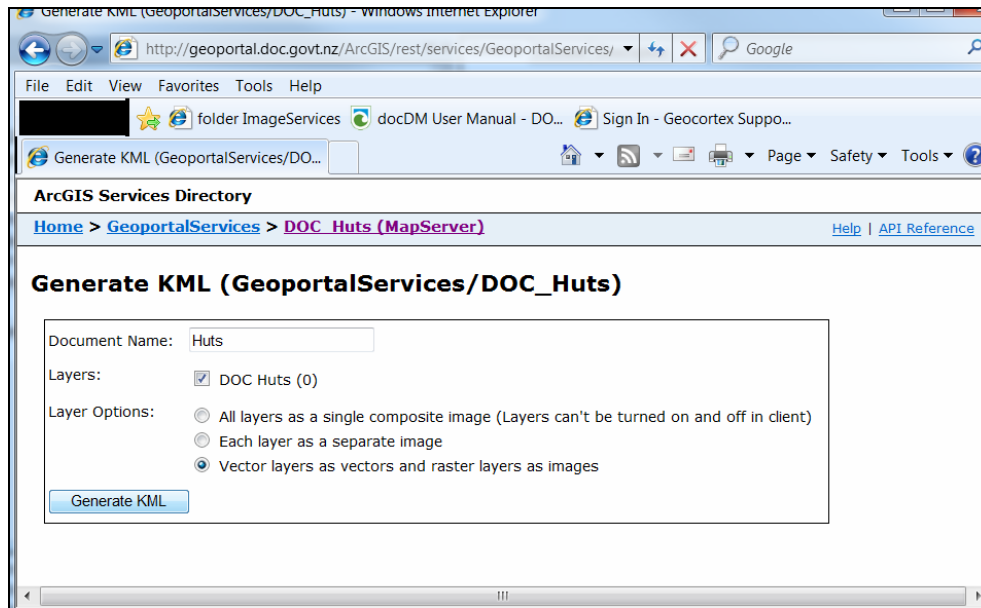 Generate KML (GeoportalServices/DOC_Huts) - Windows Internet Explorer
http://geoportal.doc.govt.nz/ArcGIS/rest/services/GeoportalServices/ Google
File Edit View Favorites Tools Help
folder ImageServices docDM User Manual - DO... Sign In - Geocortex Suppo...
Generate KML (GeoportalServices/DO... Page Safety Tools
ArcGIS Services Directory
Home > GeoportalServices > DOC_Huts (MapServer) Help | API Reference
Generate KML (GeoportalServices/DOC_Huts)
Document Name: Huts
Layers: DOC Huts (0)
Layer Options: All layers as a single composite image (Layers can't be turned on and off in client)
Each layer as a separate image
Vector layers as vectors and raster layers as images
Generate KML